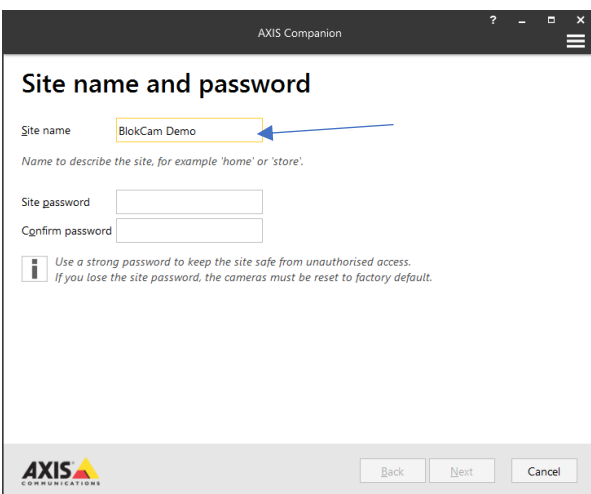 AXIS Companion
?
Site name and password
Site name BlokCam Demo
Name to describe the site, for example 'home' or 'store'.
Site password
Confirm password
i Use a strong password to keep the site safe from unauthorised access.
If you lose the site password, the cameras must be reset to factory default.
AXIS
COMMUNICATIONS
Back Next Cancel